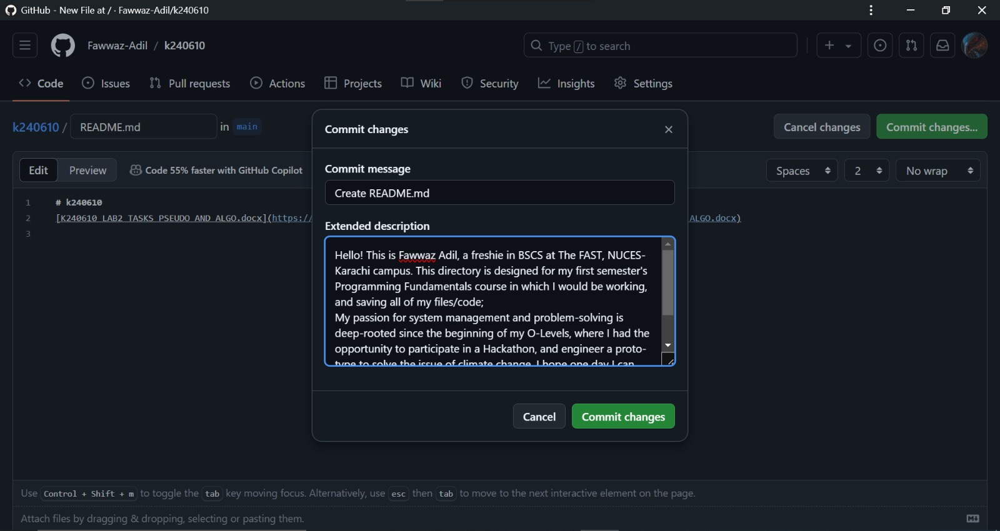 GitHub - New File at / · Fawwaz-Adil/k240610
Fawwaz-Adil / k240610
Type / to search
Code Issues Pull requests Actions Projects Wiki Security Insights Settings
k240610 / README.md in main
Cancel changes Commit changes...
Edit Preview Code 55% faster with GitHub Copilot
Spaces 2 No wrap
1 # k240610
2 [K240610 LAB2 TASKS PSEUDO AND ALGO.docx](https:// ALGO.docx)
3
Commit changes
Commit message
Create README.md
Extended description
Hello! This is Fawwaz Adil, a freshie in BSCS at The FAST, NUCES-
Karachi campus. This directory is designed for my first semester's
Programming Fundamentals course in which I would be working,
and saving all of my files/code;
My passion for system management and problem-solving is
deep-rooted since the beginning of my O-Levels, where I had the
opportunity to participate in a Hackathon, and engineer a proto-
type to solve the issue of climate change. I hope one day I can
Cancel Commit changes
Use Control + Shift + m to toggle the tab key moving focus. Alternatively, use esc then tab to move to the next interactive element on the page.
Attach files by dragging & dropping, selecting or pasting them.